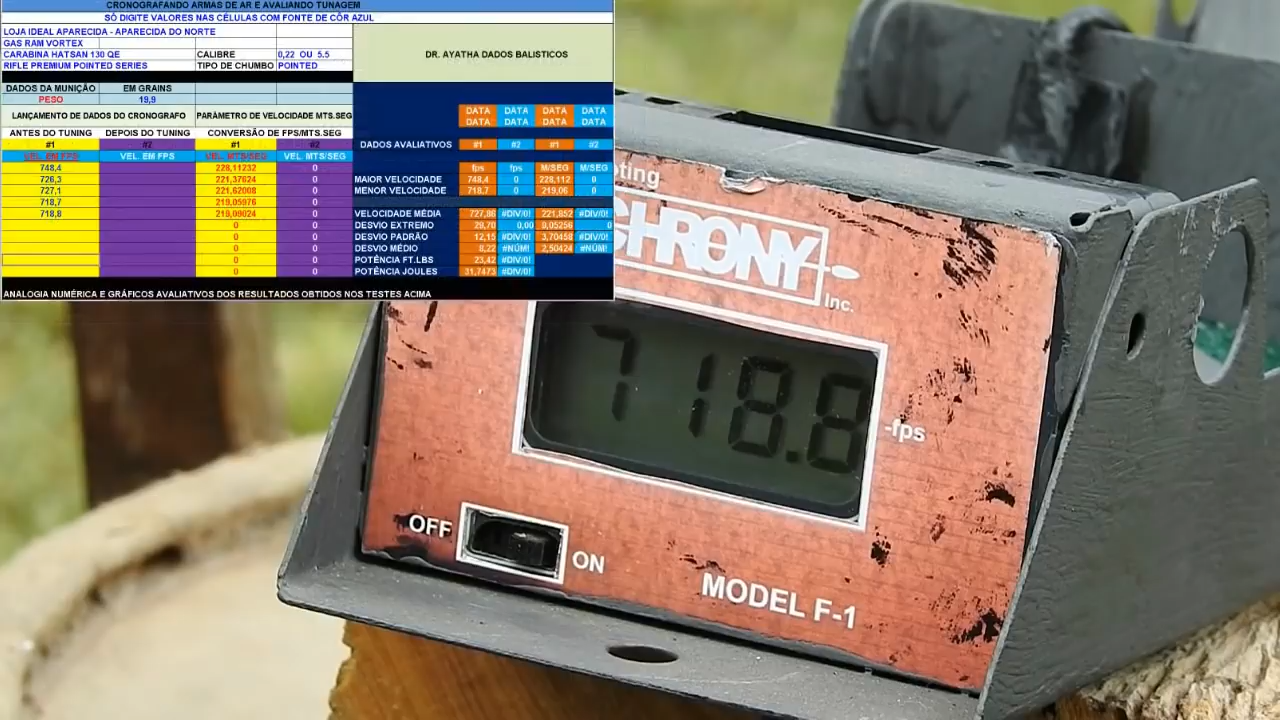 CRONOGRAFANDO ARMAS DE AR E AVALIANDO TUNAGEM
SÓ DIGITE VALORES NAS CÉLULAS COM FONTE DE CÔR AZUL
LOJA IDEAL APARECIDA - APARECIDA DO NORTE
GAS RAM VORTEX
CARABINA HATSAN 130 QE CALIBRE 0,22 OU 5.5
RIFLE PREMIUM POINTED SERIES TIPO DE CHUMBO POINTED
DR. AYATHA DADOS BALISTICOS
DADOS DA MUNIÇÃO EM GRAINS
PESO 19,9
LANÇAMENTO DE DADOS DO CRONOGRAFO PARÂMETRO DE VELOCIDADE MTS.SEG
ANTES DO TUNING DEPOIS DO TUNING CONVERSÃO DE FPS/MTS.SEG
#1 #2 #1 #2
VEL. EM FPS VEL. EM FPS VEL. MTS/SEG VEL. MTS/SEG
748,4 228,11232 0
726,3 221,37624 0
727,1 221,62008 0
718,7 219,05976 0
718,8 219,09024 0
0 0
0 0
0 0
0 0
0 0
DATA DATA DATA DATA
DATA DATA DATA DATA
DADOS AVALIATIVOS #1 #2 #1 #2
fps fps M/SEG M/SEG
MAIOR VELOCIDADE 748,4 0 228,112 0
MENOR VELOCIDADE 718,7 0 219,06 0
VELOCIDADE MÉDIA 727,86 #DIV/0! 221,852 #DIV/0!
DESVIO EXTREMO 29,70 0,00 9,05256 0
DESVIO PADRÃO 12,15 #DIV/0! 3,70458 #DIV/0!
DESVIO MÉDIO 8,22 #NÚM! 2,50424 #NÚM!
POTÊNCIA FT.LBS 23,42 #DIV/0!
POTÊNCIA JOULES 31,7473 #DIV/0!
ANALOGIA NUMÉRICA E GRÁFICOS AVALIATIVOS DOS RESULTADOS OBTIDOS NOS TESTES ACIMA
CHRONY
Inc.
718.8
-fps
OFF
ON
MODEL F-1